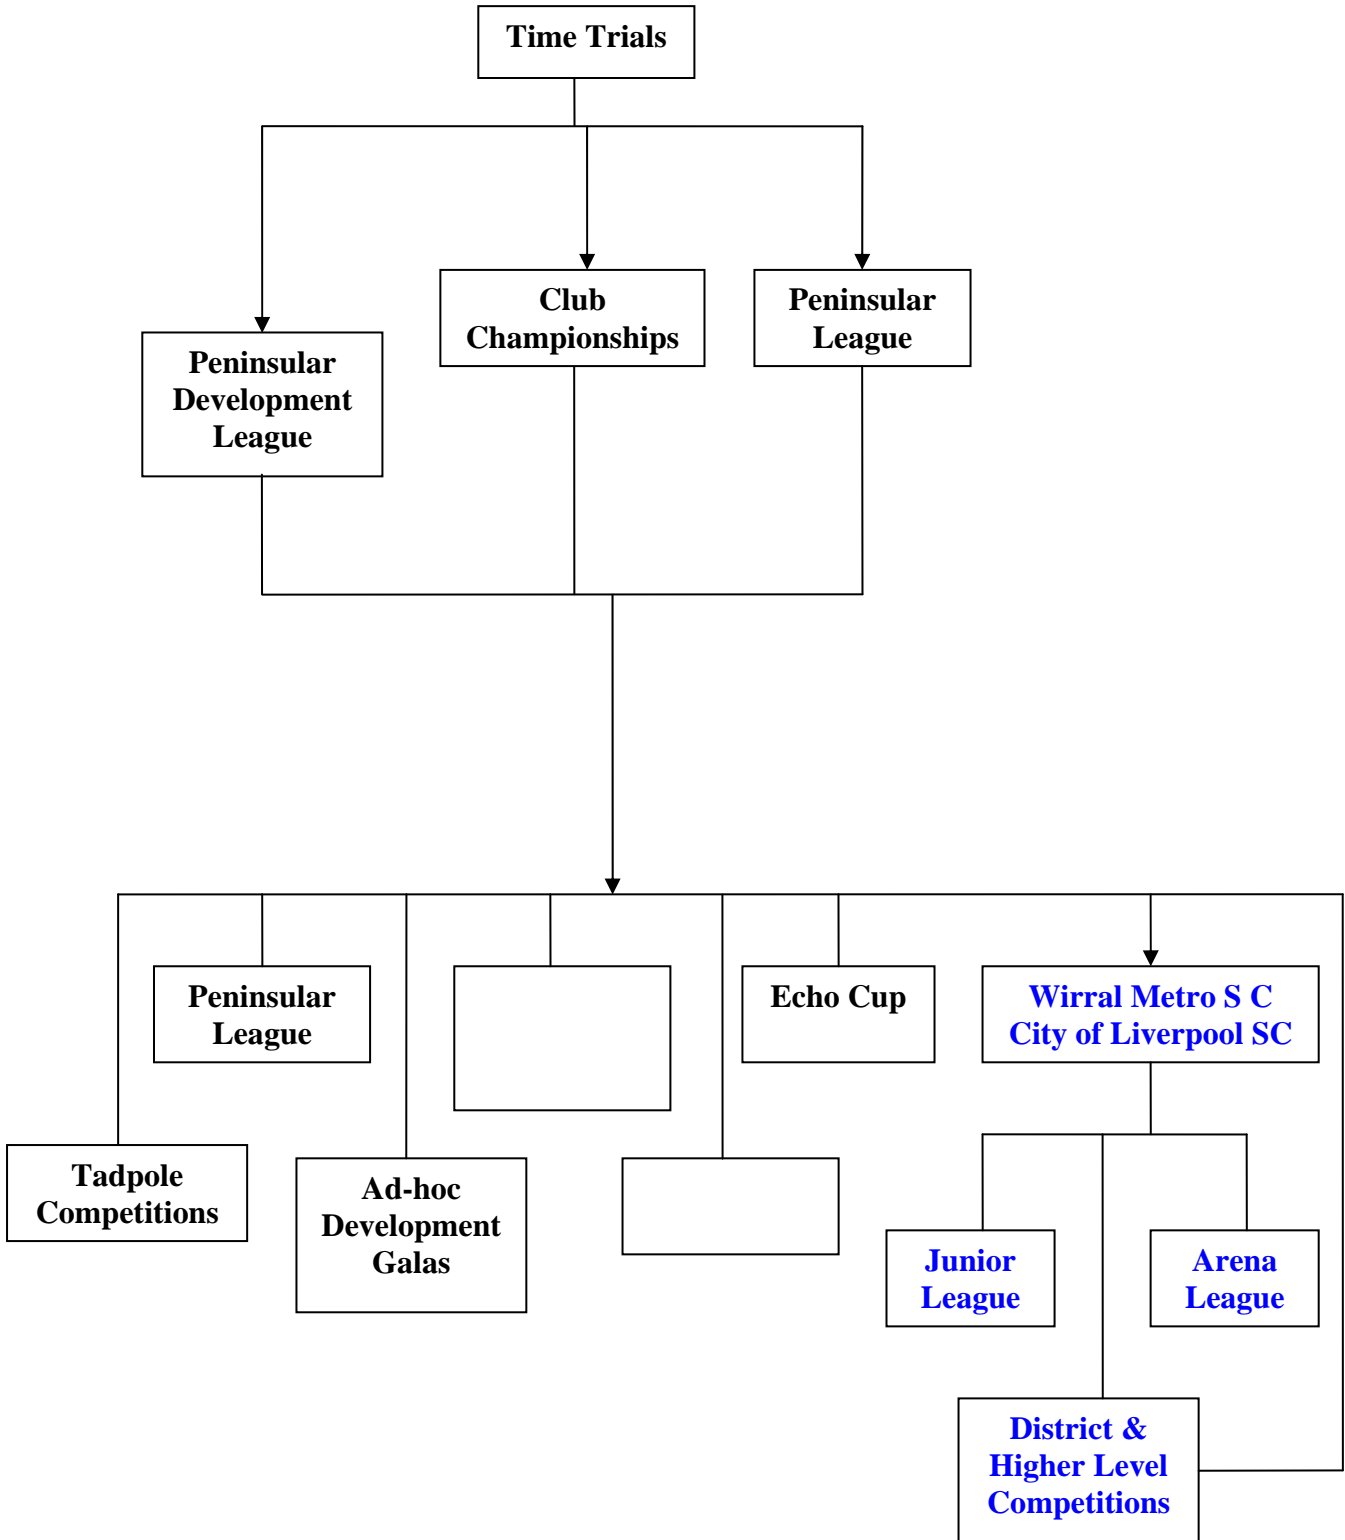 Time Trials
Club
Championships
Peninsular
League
Peninsular
Development
League
Peninsular
League
Echo Cup
Wirral Metro S C
City of Liverpool SC
Tadpole
Competitions
Ad-hoc
Development
Galas
Junior
League
Arena
League
District &
Higher Level
Competitions